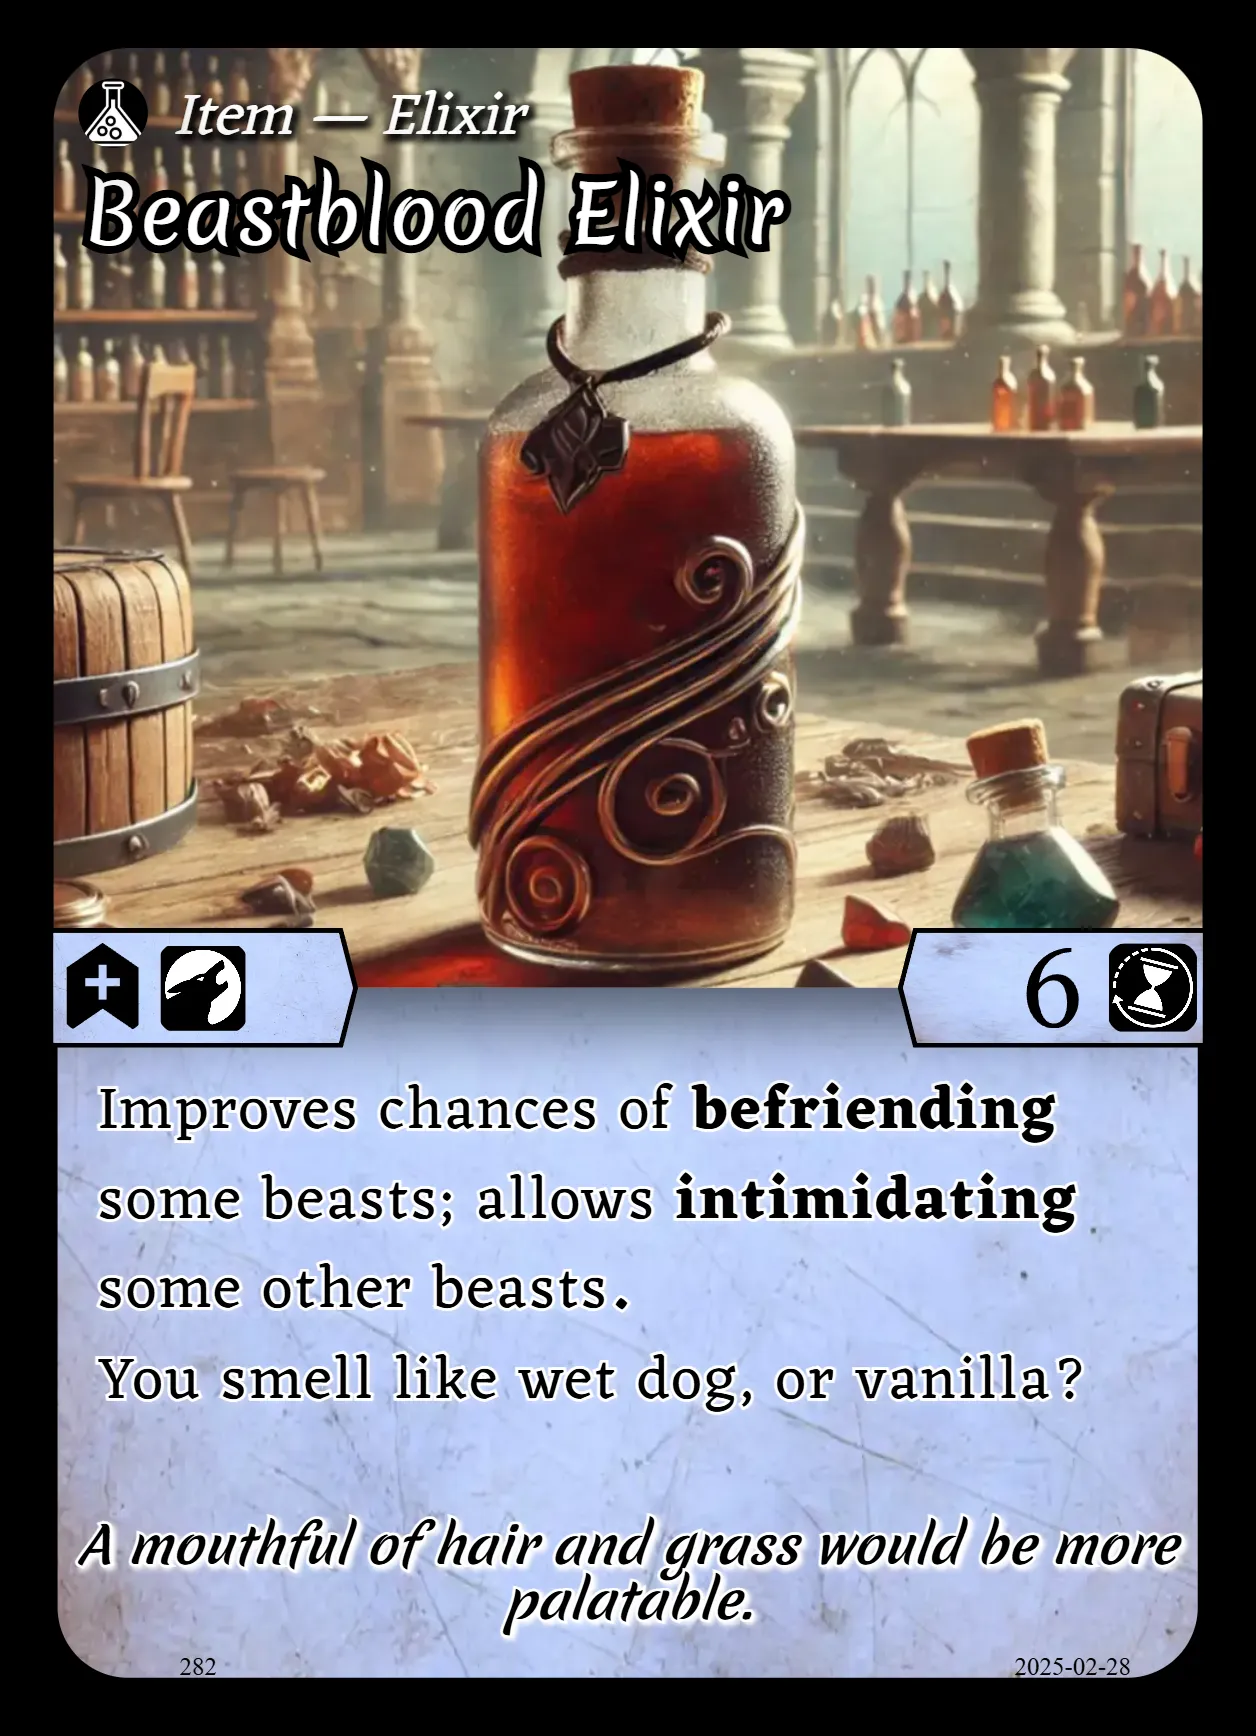 Item — Elixir
Beastblood Elixir
+
6
Improves chances of befriending
some beasts; allows intimidating
some other beasts.
You smell like wet dog, or vanilla?
A mouthful of hair and grass would be more
palatable.
282
2025-02-28